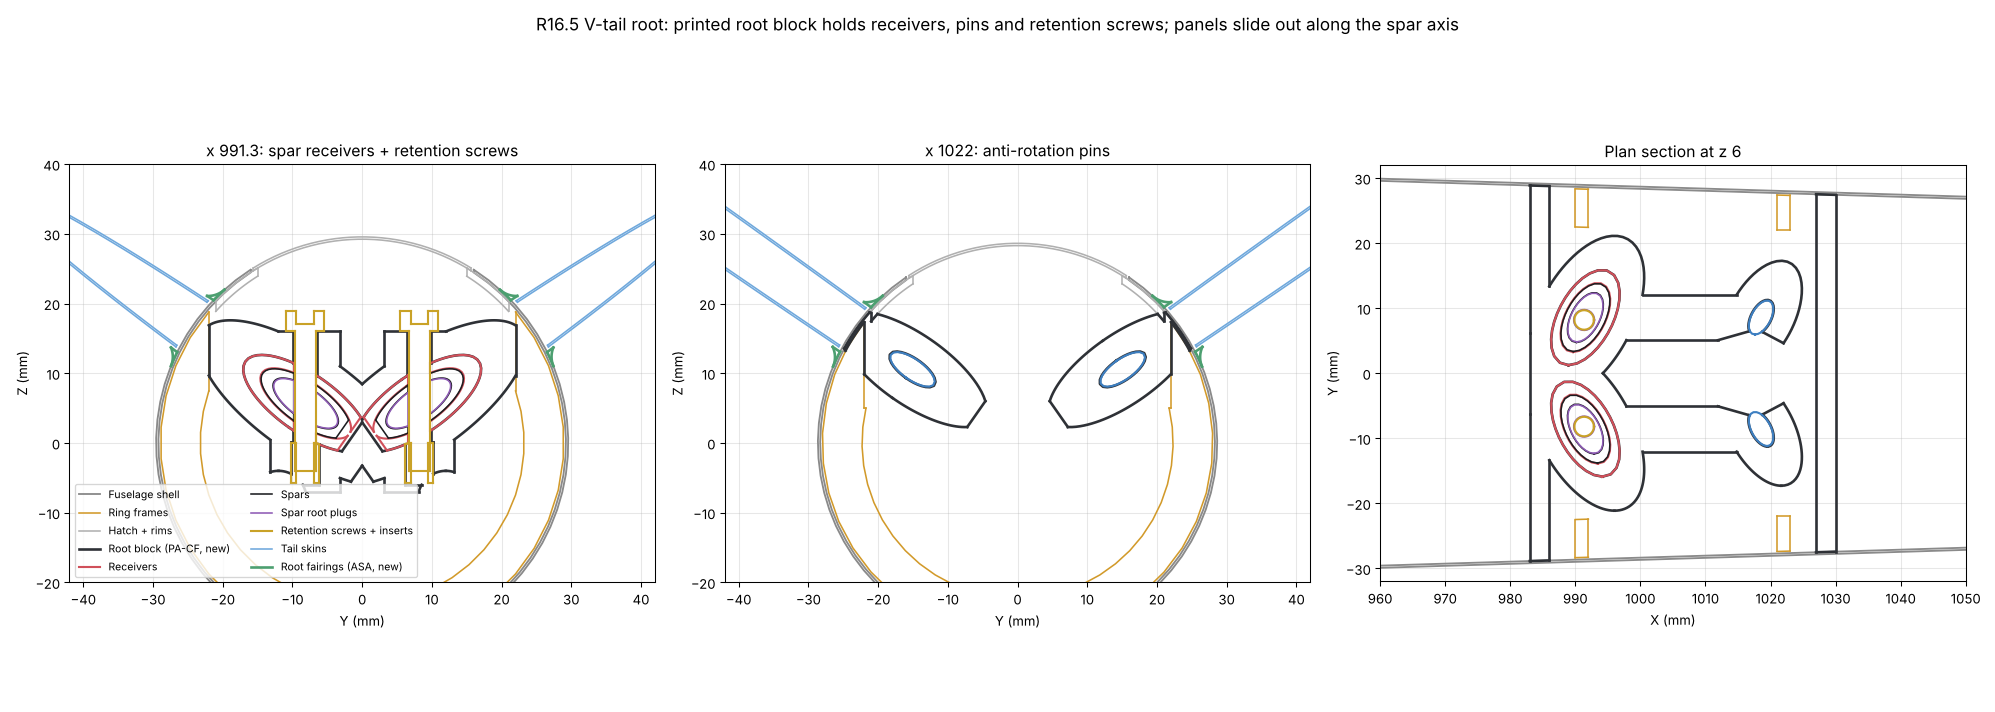 R16.5 V-tail root: printed root block holds receivers, pins and retention screws; panels slide out along the spar axis
x 991.3: spar receivers + retention screws
40
30
20
10
0
−10
−20
Z (mm)
−40 −30 −20 −10 0 10 20 30 40
Y (mm)
Fuselage shell
Ring frames
Hatch + rims
Root block (PA-CF, new)
Receivers
Spars
Spar root plugs
Retention screws + inserts
Tail skins
Root fairings (ASA, new)
x 1022: anti-rotation pins
40
30
20
10
0
−10
−20
Z (mm)
−40 −30 −20 −10 0 10 20 30 40
Y (mm)
Plan section at z 6
30
20
10
0
−10
−20
−30
Y (mm)
960 970 980 990 1000 1010 1020 1030 1040 1050
X (mm)